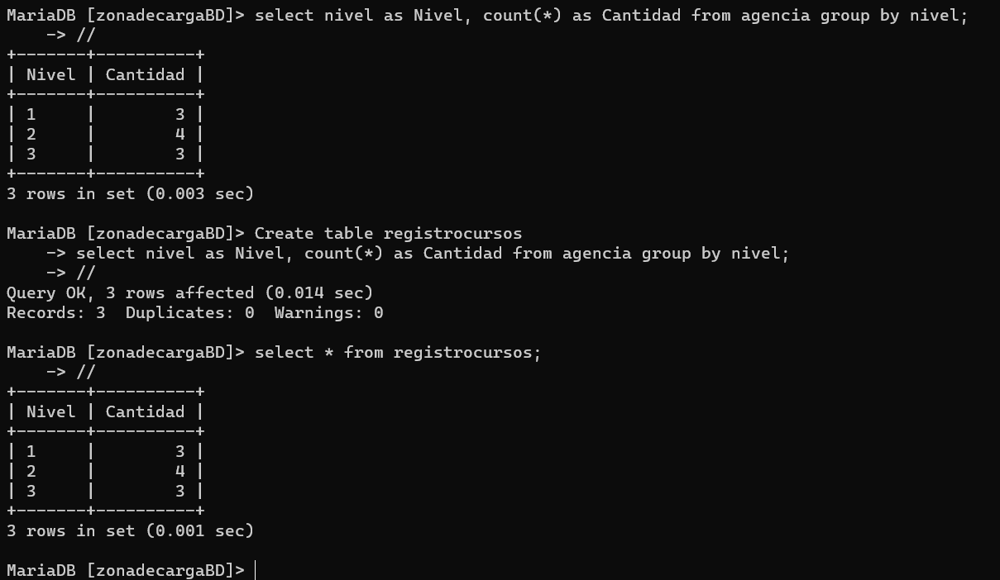 MariaDB [zonadecargaBD]> select nivel as Nivel, count(*) as Cantidad from agencia group by nivel;
    -> //
+-------+----------+
| Nivel | Cantidad |
+-------+----------+
| 1     |        3 |
| 2     |        4 |
| 3     |        3 |
+-------+----------+
3 rows in set (0.003 sec)

MariaDB [zonadecargaBD]> Create table registrocursos
    -> select nivel as Nivel, count(*) as Cantidad from agencia group by nivel;
    -> //
Query OK, 3 rows affected (0.014 sec)
Records: 3  Duplicates: 0  Warnings: 0

MariaDB [zonadecargaBD]> select * from registrocursos;
    -> //
+-------+----------+
| Nivel | Cantidad |
+-------+----------+
| 1     |        3 |
| 2     |        4 |
| 3     |        3 |
+-------+----------+
3 rows in set (0.001 sec)

MariaDB [zonadecargaBD]>